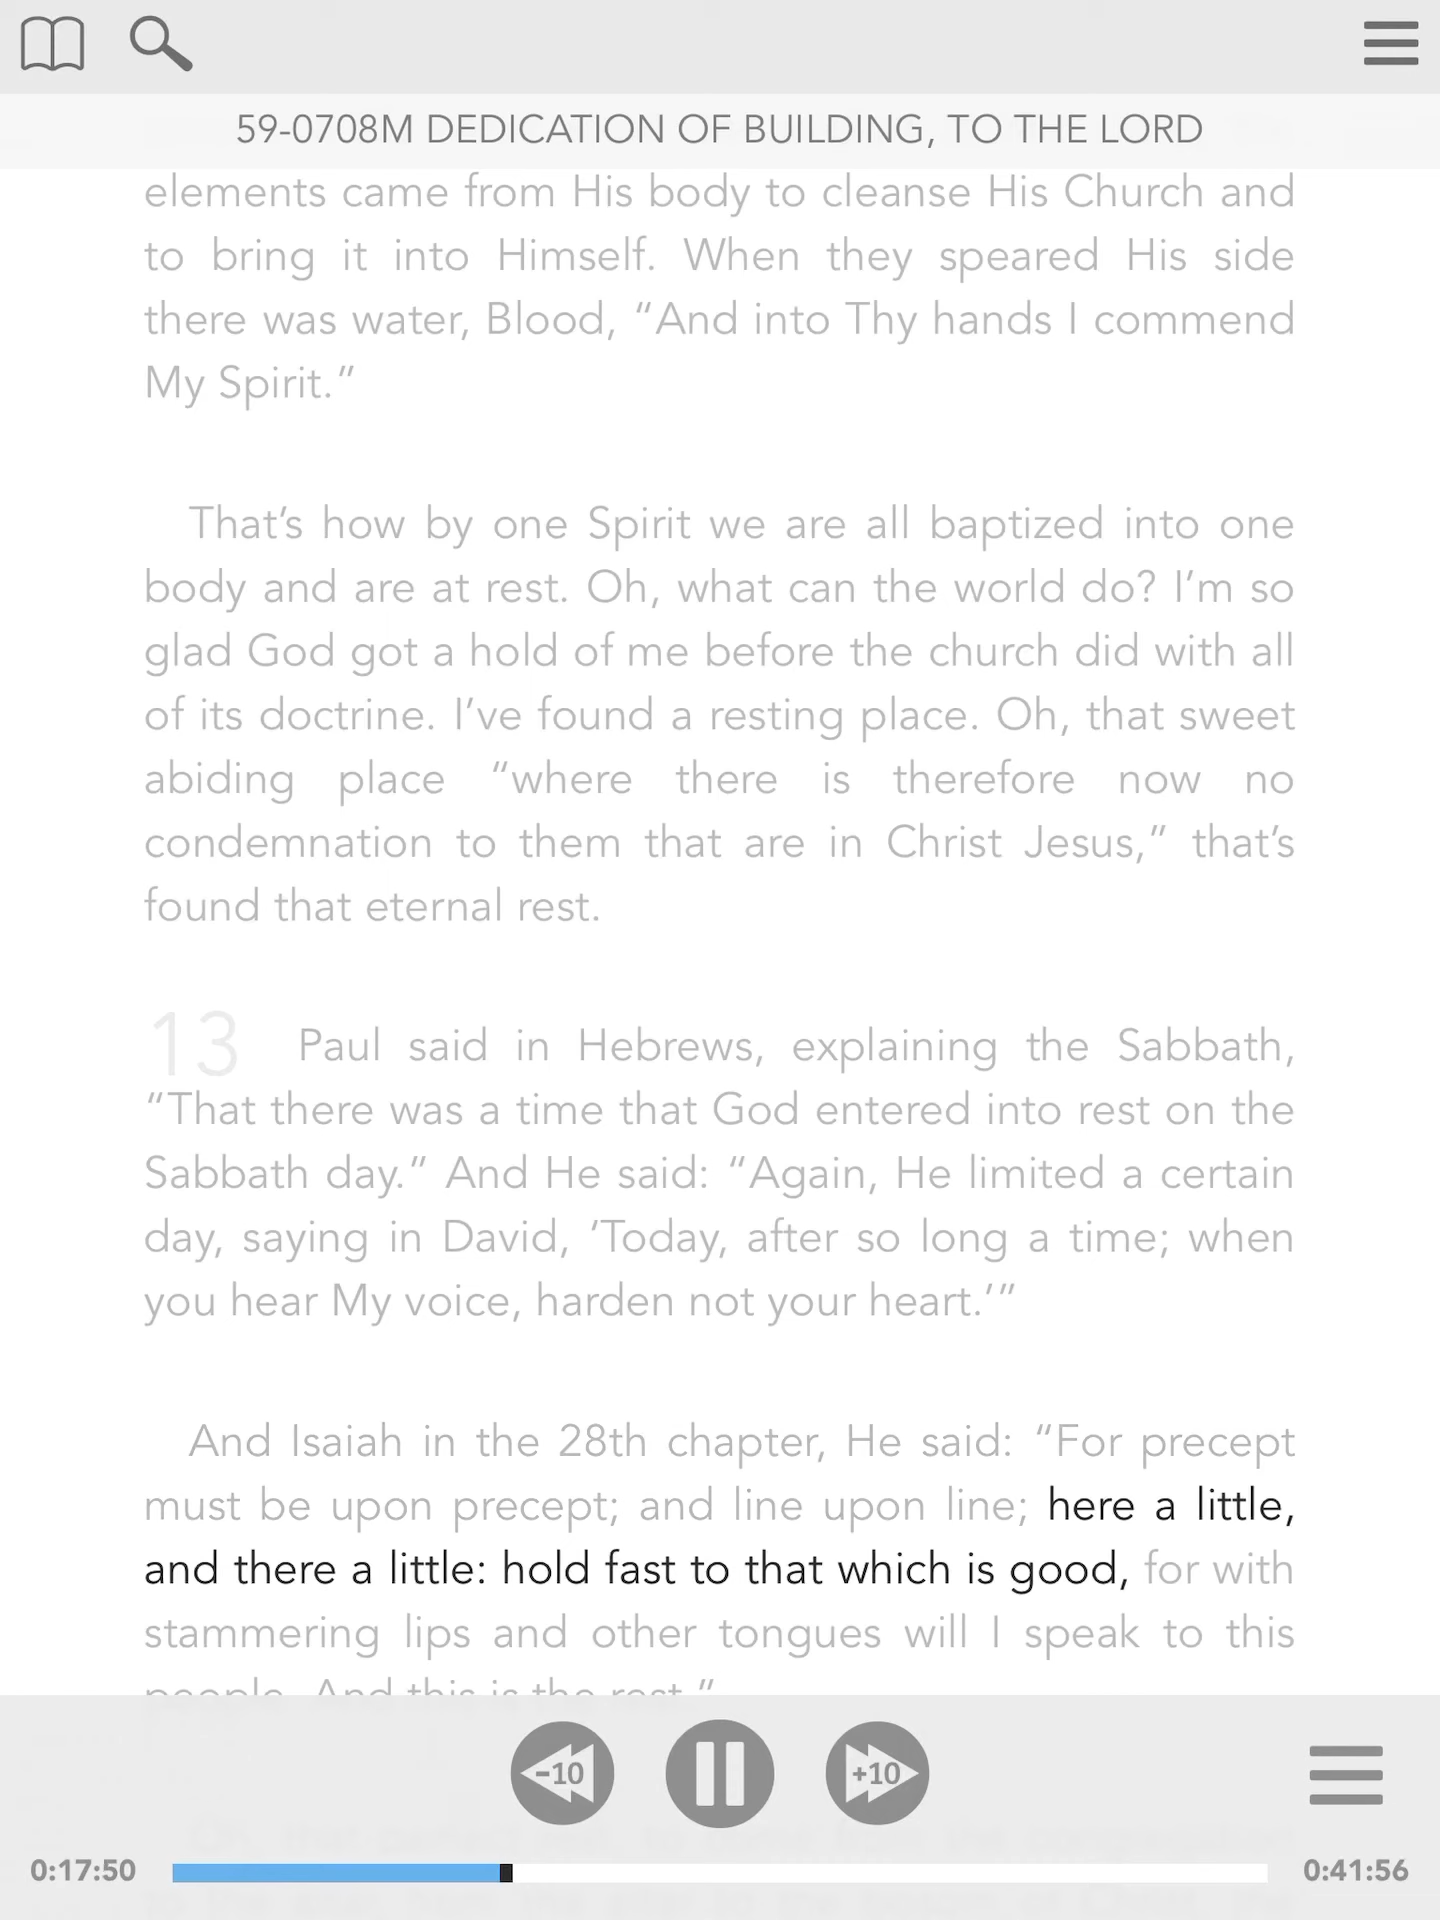 59-0708M DEDICATION OF BUILDING, TO THE LORD
elements came from His body to cleanse His Church and
to bring it into Himself. When they speared His side
there was water, Blood, “And into Thy hands I commend
My Spirit.”
That’s how by one Spirit we are all baptized into one
body and are at rest. Oh, what can the world do? I’m so
glad God got a hold of me before the church did with all
of its doctrine. I’ve found a resting place. Oh, that sweet
abiding place “where there is therefore now no
condemnation to them that are in Christ Jesus,” that’s
found that eternal rest.
13 Paul said in Hebrews, explaining the Sabbath,
“That there was a time that God entered into rest on the
Sabbath day.” And He said: “Again, He limited a certain
day, saying in David, ‘Today, after so long a time; when
you hear My voice, harden not your heart.’”
And Isaiah in the 28th chapter, He said: “For precept
must be upon precept; and line upon line; here a little,
and there a little: hold fast to that which is good, for with
stammering lips and other tongues will I speak to this
people. And this is the rest.”
-10 +10
0:17:50 0:41:56